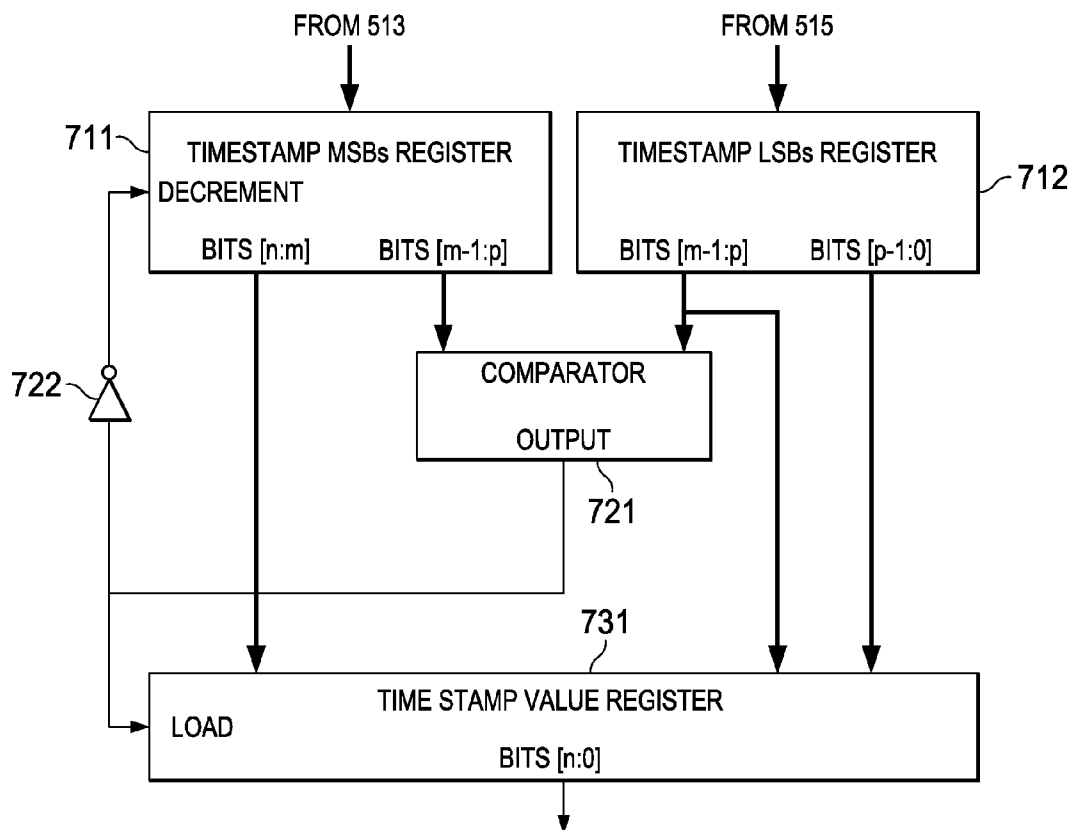 FROM 513
FROM 515
711
TIMESTAMP MSBs REGISTER
DECREMENT
BITS [n:m]
BITS [m-1:p]
TIMESTAMP LSBs REGISTER
712
BITS [m-1:p]
BITS [p-1:0]
722
COMPARATOR
OUTPUT
721
731
TIME STAMP VALUE REGISTER
LOAD
BITS [n:0]